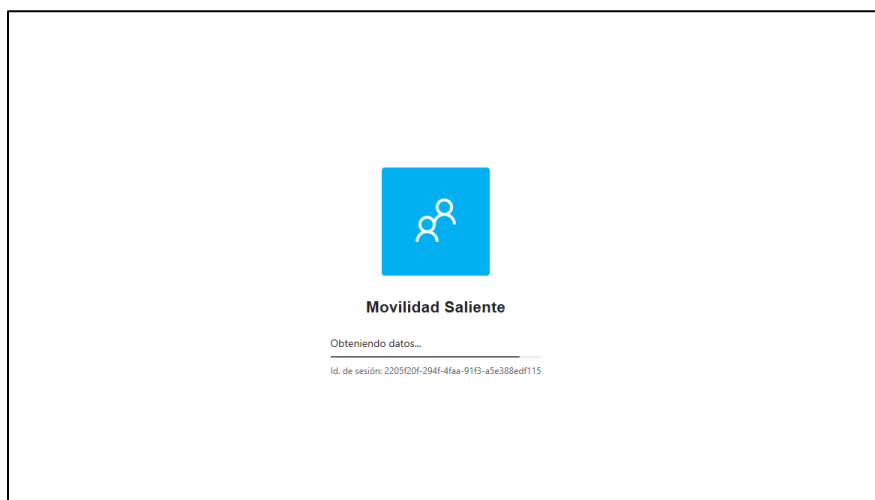 Movilidad Saliente
Obteniendo datos...
Id. de sesión: 2205f20f-294f-4faa-91f3-a5e388edf115